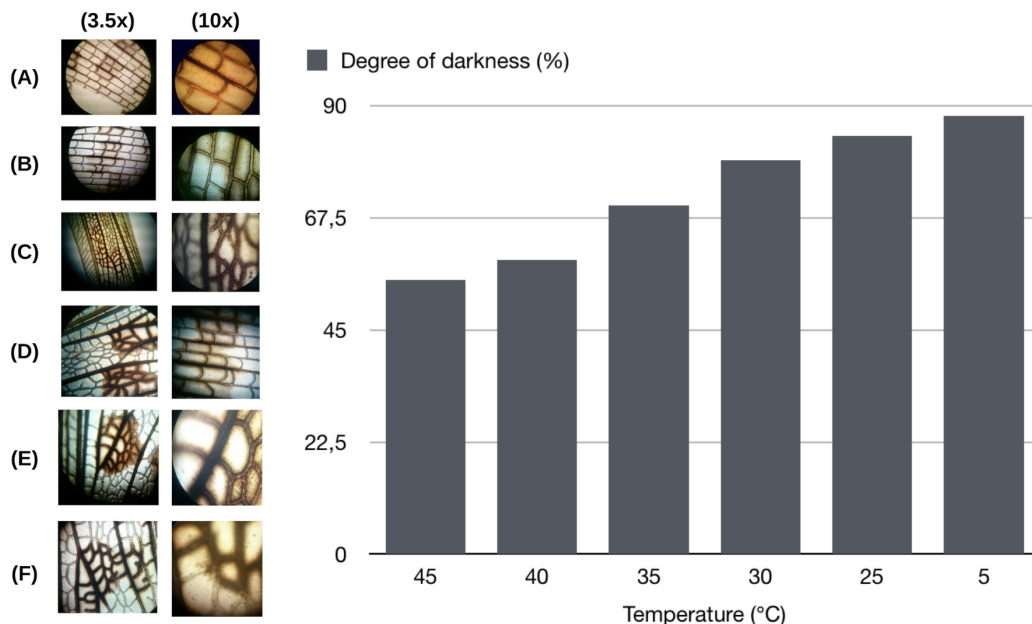 (3.5x) (10x)
(A)
(B)
(C)
(D)
(E)
(F)
Degree of darkness (%)
90
67,5
45
22,5
0
45 40 35 30 25 5
Temperature (°C)